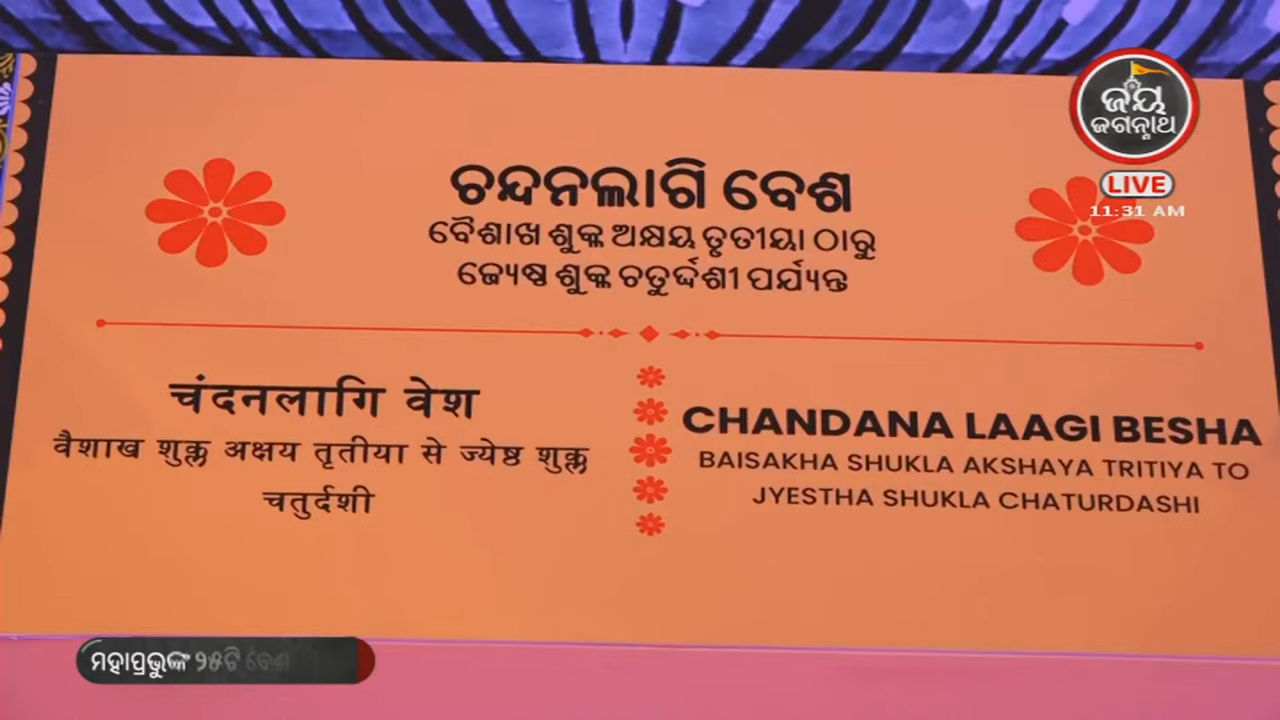 ଚନ୍ଦନଲାଗି ବେଶ
ବୈଶାଖ ଶୁକ୍ଳ ଅକ୍ଷୟ ତୃତୀୟା ଠାରୁ
ଜ୍ୟେଷ୍ଠ ଶୁକ୍ଳ ଚତୁର୍ଦ୍ଦଶୀ ପର୍ଯ୍ୟନ୍ତ
चंदनलागि वेश
वैशाख शुक्ल अक्षय तृतीया से ज्येष्ठ शुक्ल
चतुर्दशी
CHANDANA LAAGI BESHA
BAISAKHA SHUKLA AKSHAYA TRITIYA TO
JYESTHA SHUKLA CHATURDASHI
ଜୟ
ଜଗନ୍ନାଥ
LIVE
11:31 AM
ମହାପ୍ରଭୁଙ୍କ ୨୫ଟି ବେଶ